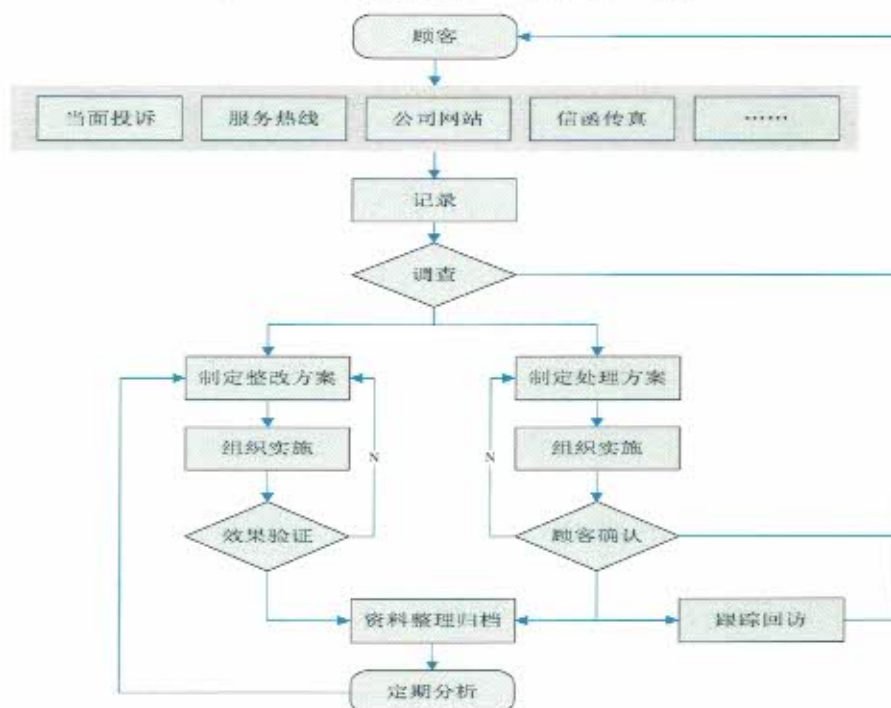 顾客
当面投诉
服务热线
公司网站
信函传真
……
记录
调查
制定整改方案
制定处理方案
组织实施
组织实施
N
N
效果验证
顾客确认
资料整理归档
跟踪回访
定期分析